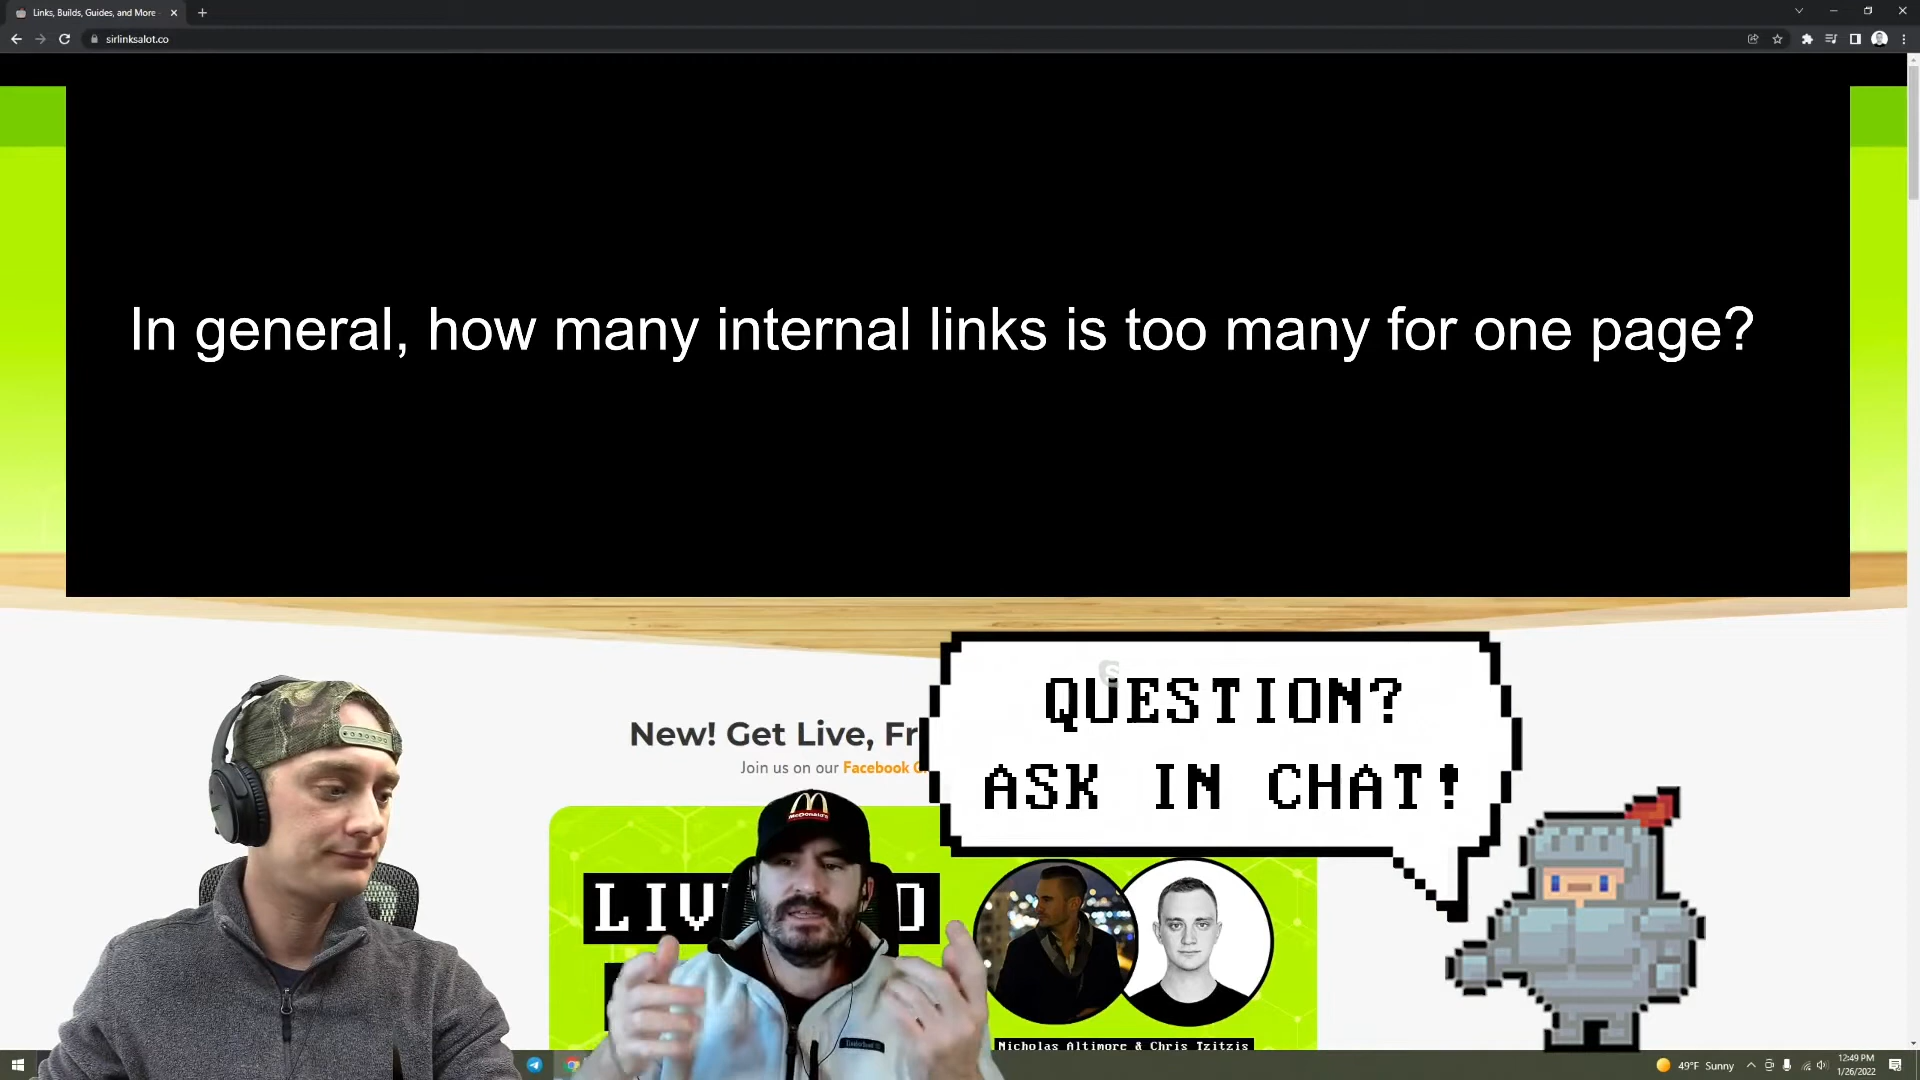 Links, Builds, Guides, and More
sirlinksalot.co
In general, how many internal links is too many for one page?
QUESTION?
ASK IN CHAT!
New! Get Live,
Join us on our Facebook
McDonald's
Timberland
Nicholas Altimore & Chris Tzitzis
49°F Sunny
12:49 PM
1/26/2022